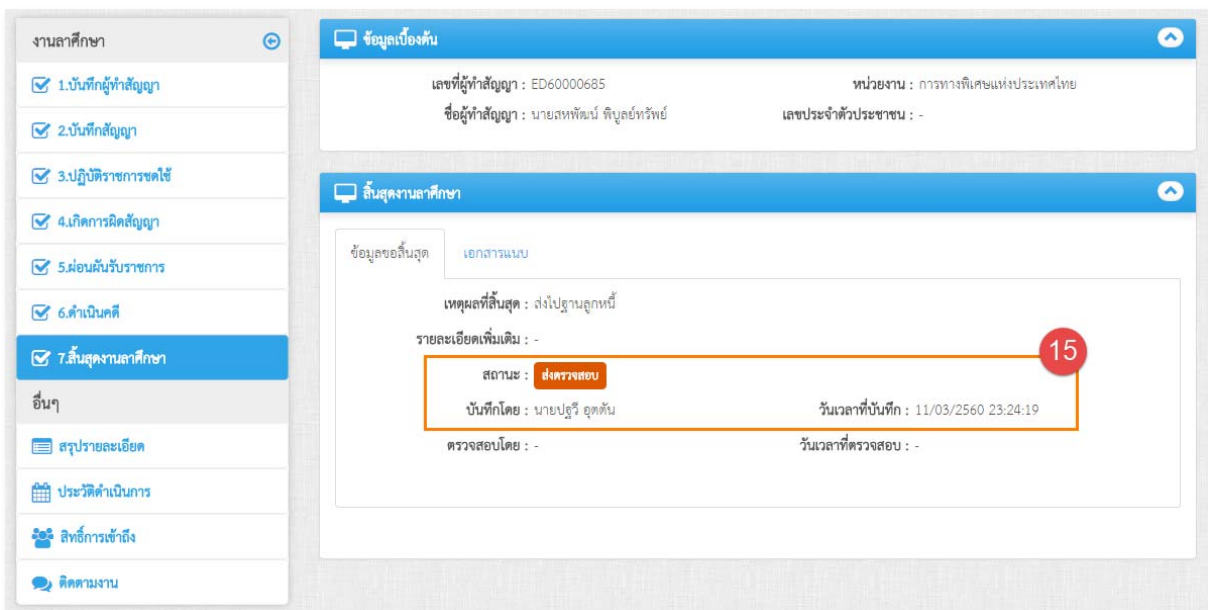 งานลาศึกษา
1.บันทึกผู้ทำสัญญา
2.บันทึกสัญญา
3.ปฏิบัติราชการชดใช้
4.เกิดการผิดสัญญา
5.ผ่อนผันรับราชการ
6.ดำเนินคดี
7.สิ้นสุดงานลาศึกษา
อื่นๆ
สรุปรายละเอียด
ประวัติดำเนินการ
สิทธิ์การเข้าถึง
ติดตามงาน
ข้อมูลเบื้องต้น
เลขที่ผู้ทำสัญญา : ED60000685 หน่วยงาน : การทางพิเศษแห่งประเทศไทย
ชื่อผู้ทำสัญญา : นายสหพัฒน์ พิบูลย์ทรัพย์ เลขประจำตัวประชาชน : -
สิ้นสุดงานลาศึกษา
ข้อมูลขอสิ้นสุด เอกสารแนบ
เหตุผลที่สิ้นสุด : ส่งไปฐานลูกหนี้
รายละเอียดเพิ่มเติม : -
15
สถานะ : ส่งตรวจสอบ
บันทึกโดย : นายปฐวี อุตตัน วันเวลาที่บันทึก : 11/03/2560 23:24:19
ตรวจสอบโดย : - วันเวลาที่ตรวจสอบ : -